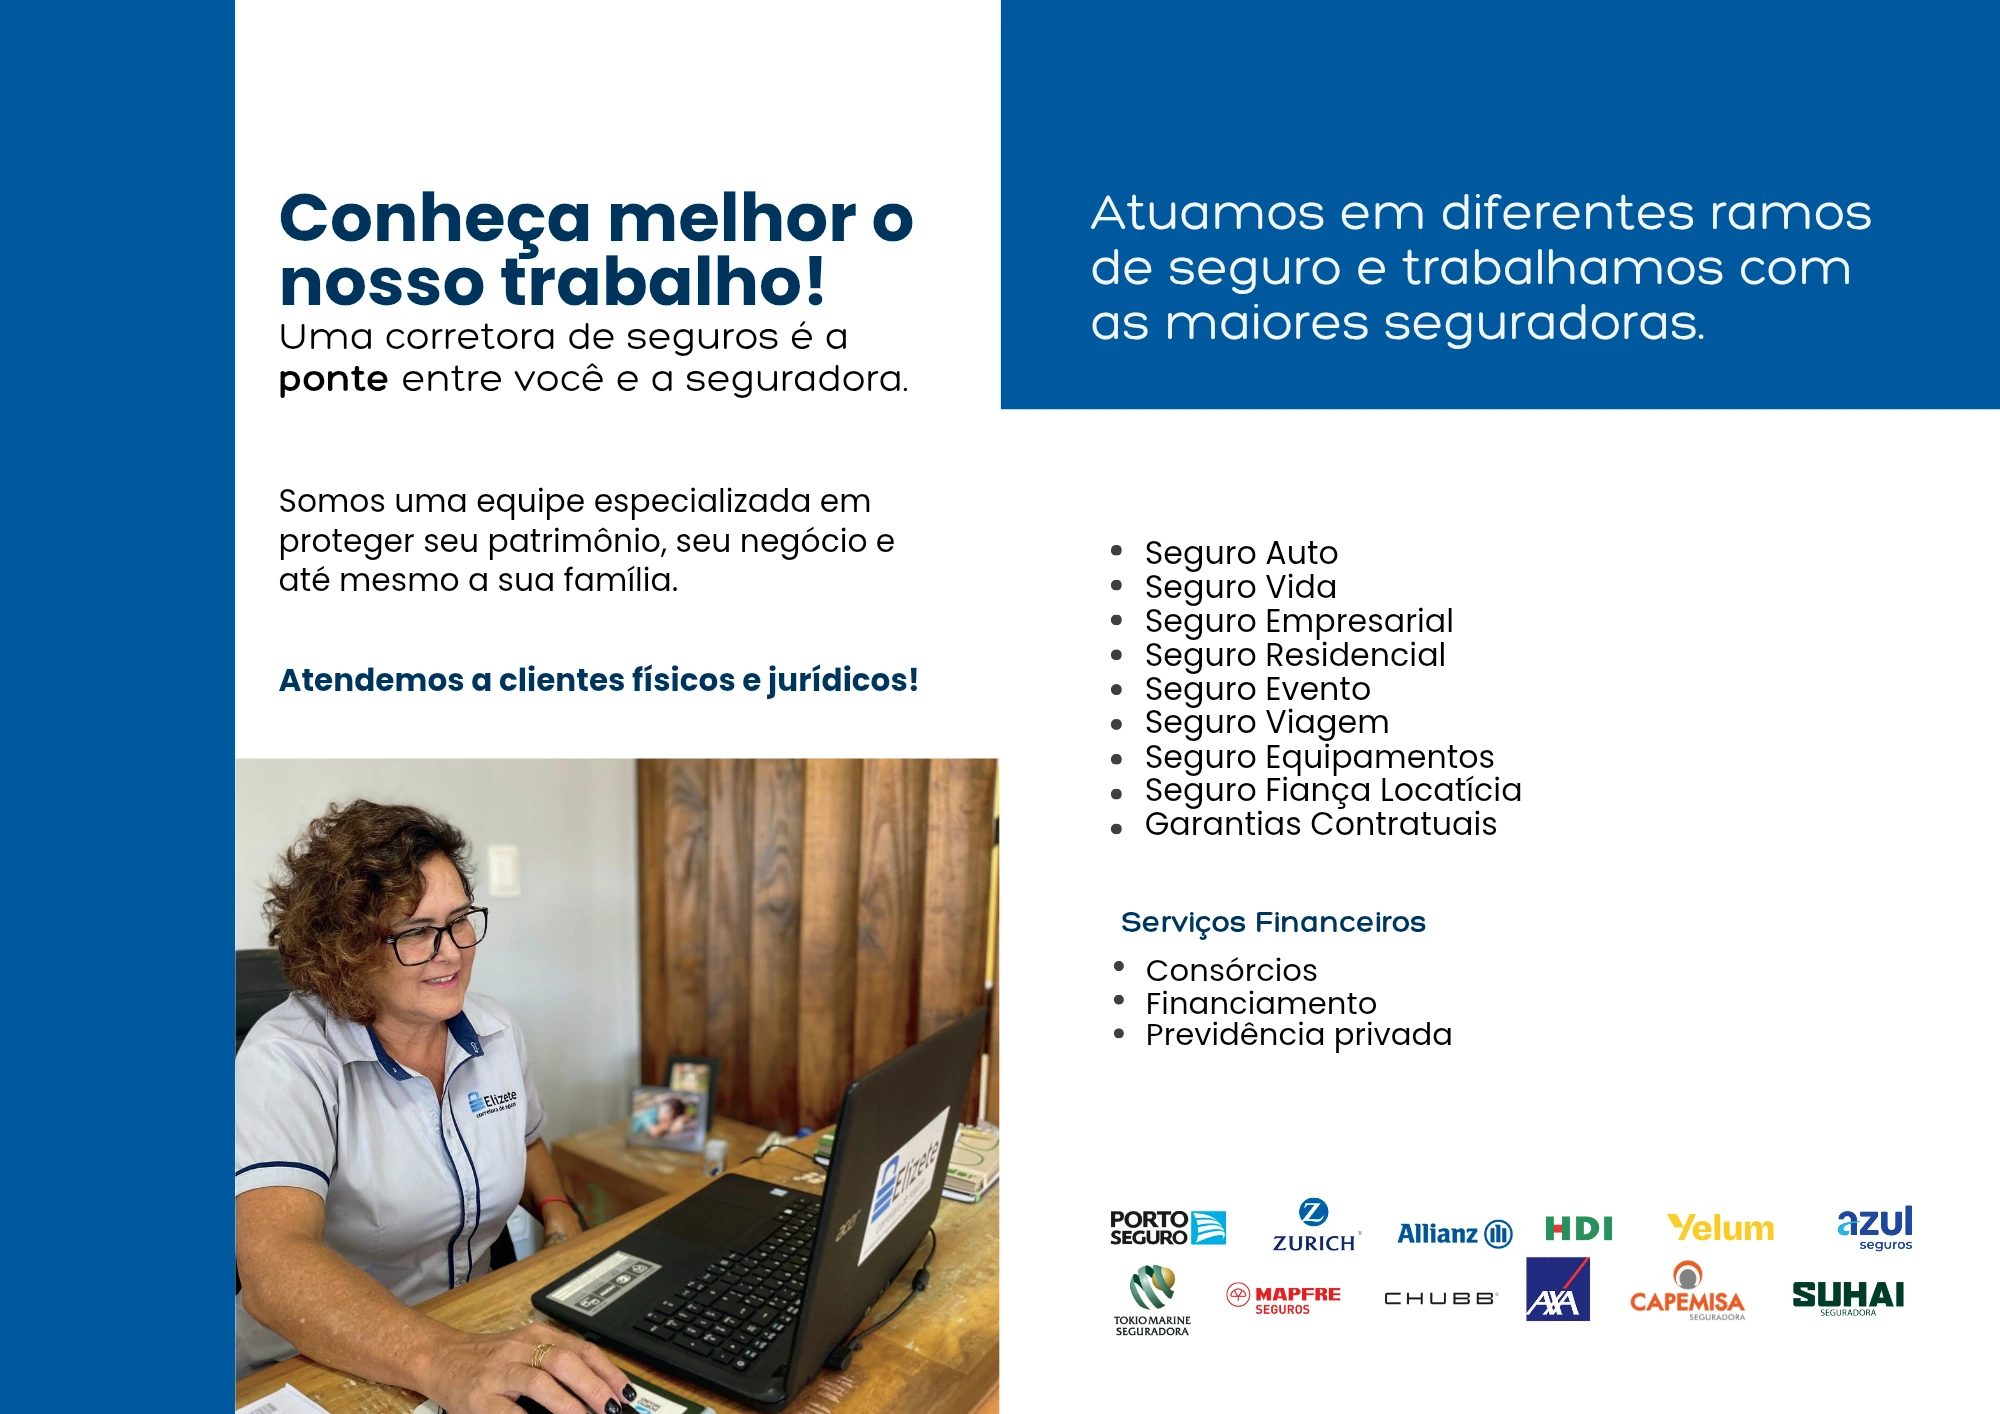 Conheça melhor o
nosso trabalho!
Uma corretora de seguros é a
ponte entre você e a seguradora.
Somos uma equipe especializada em
proteger seu patrimônio, seu negócio e
até mesmo a sua família.
Atendemos a clientes físicos e jurídicos!
Elizete
corretora de seguros
Elizete
acer
Atuamos em diferentes ramos
de seguro e trabalhamos com
as maiores seguradoras.
• Seguro Auto
• Seguro Vida
• Seguro Empresarial
• Seguro Residencial
• Seguro Evento
• Seguro Viagem
• Seguro Equipamentos
• Seguro Fiança Locatícia
• Garantias Contratuais
Serviços Financeiros
• Consórcios
• Financiamento
• Previdência privada
PORTO
SEGURO
Z
ZURICH
Allianz
HDI
Yelum
azul
seguros
TOKIO MARINE
SEGURADORA
MAPFRE
SEGUROS
CHUBB
AXA
CAPEMISA
SEGURADORA
SUHAI
SEGURADORA